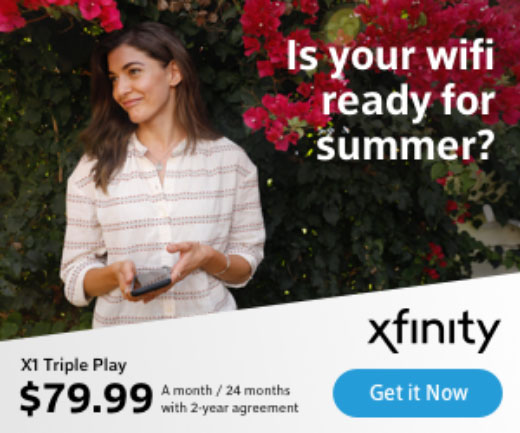 Is your wifi
ready for
summer?
xfinity
X1 Triple Play
$79.99
A month / 24 months
with 2-year agreement
Get it Now